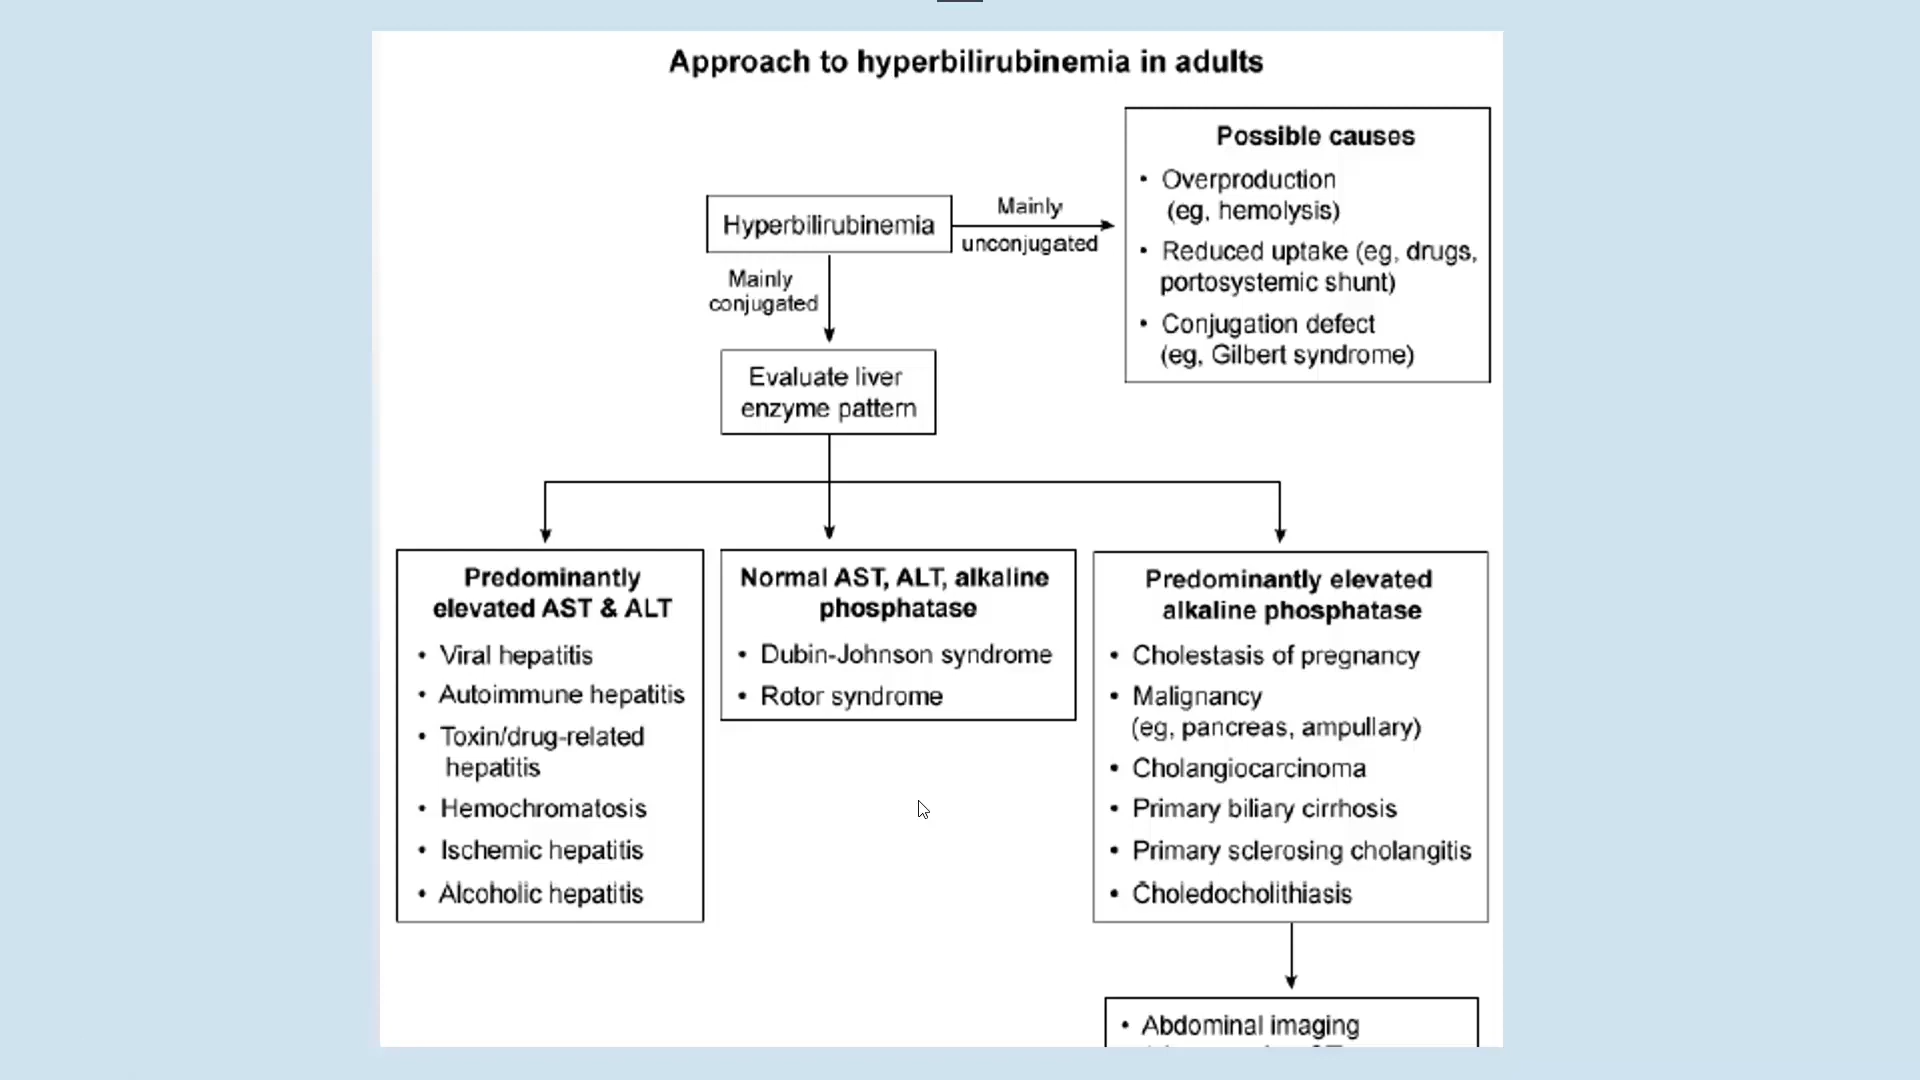 Approach to hyperbilirubinemia in adults
Hyperbilirubinemia
Mainly
unconjugated
Possible causes
• Overproduction
(eg, hemolysis)
• Reduced uptake (eg, drugs,
portosystemic shunt)
• Conjugation defect
(eg, Gilbert syndrome)
Mainly
conjugated
Evaluate liver
enzyme pattern
Predominantly
elevated AST & ALT
• Viral hepatitis
• Autoimmune hepatitis
• Toxin/drug-related
hepatitis
• Hemochromatosis
• Ischemic hepatitis
• Alcoholic hepatitis
Normal AST, ALT, alkaline
phosphatase
• Dubin-Johnson syndrome
• Rotor syndrome
Predominantly elevated
alkaline phosphatase
• Cholestasis of pregnancy
• Malignancy
(eg, pancreas, ampullary)
• Cholangiocarcinoma
• Primary biliary cirrhosis
• Primary sclerosing cholangitis
• Choledocholithiasis
• Abdominal imaging